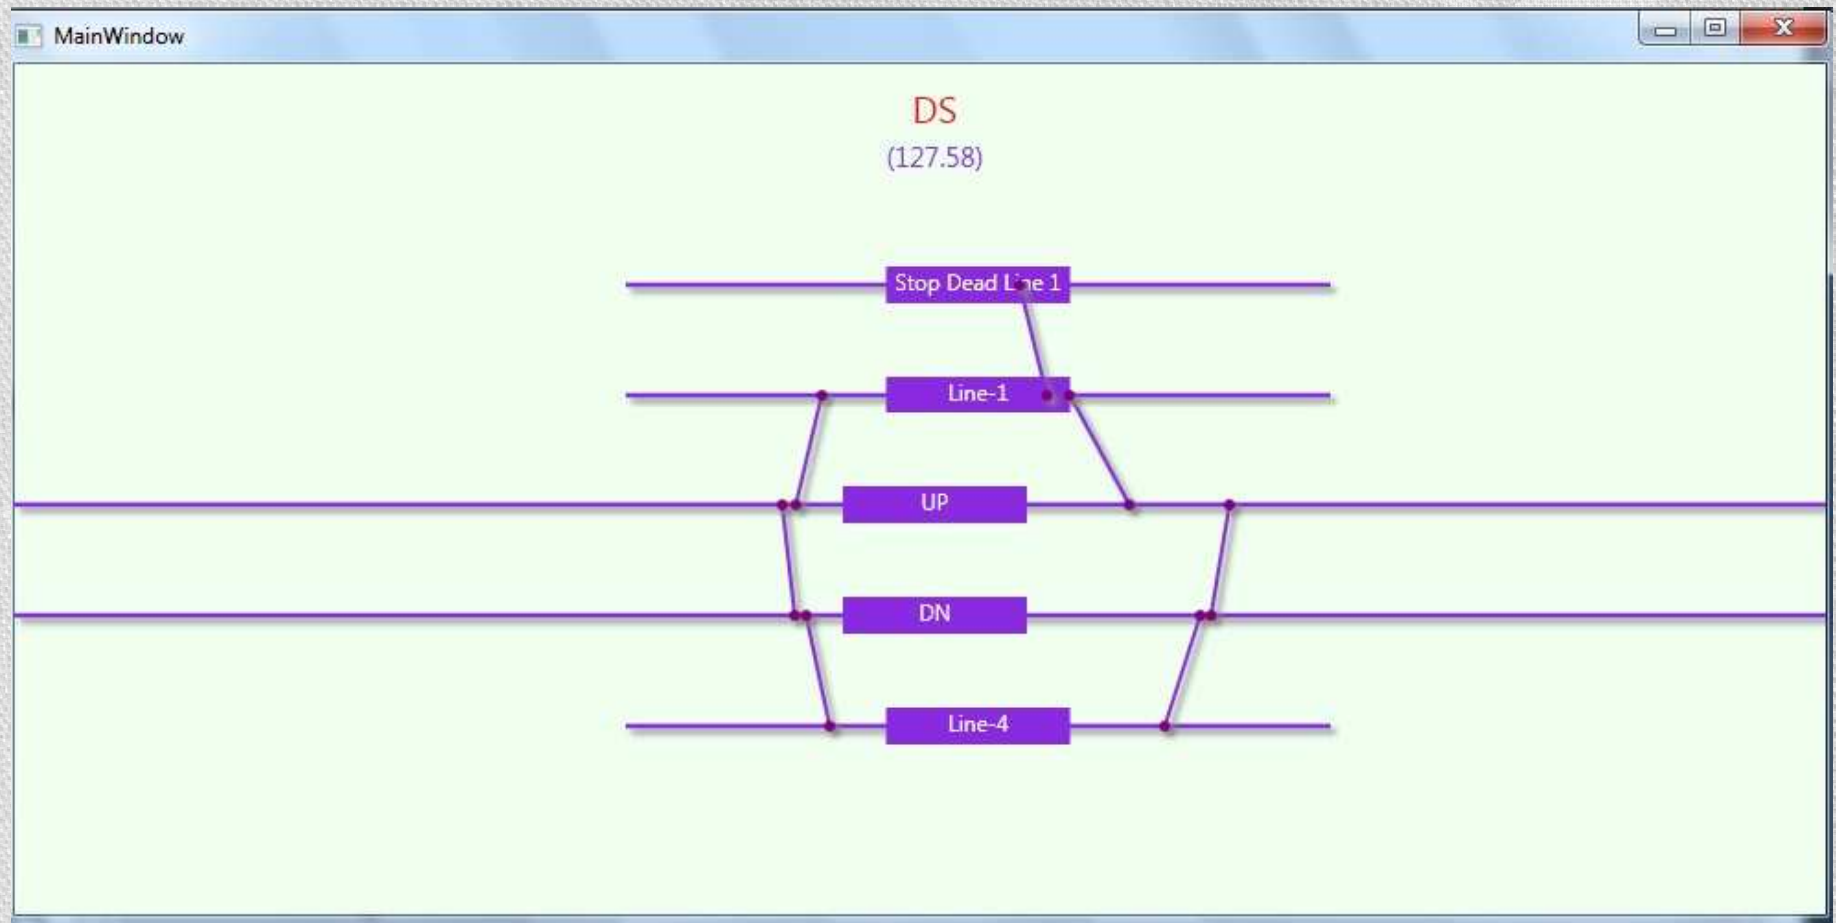 MainWindow
DS
(127.58)
Stop Dead Line 1
Line-1
UP
DN
Line-4